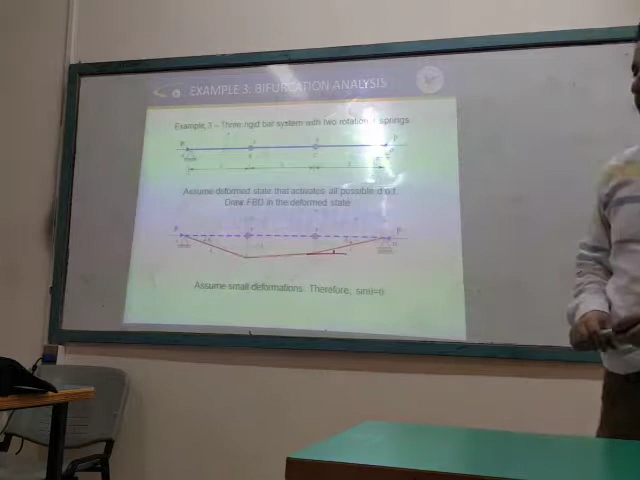 EXAMPLE 3: BIFURCATION ANALYSIS
Example 3 – Three rigid bar system with two rotational springs
P P
Assume deformed state that activates all possible d.o.f.
Draw FBD in the deformed state
P P
Assume small deformations. Therefore, sinθ=θ